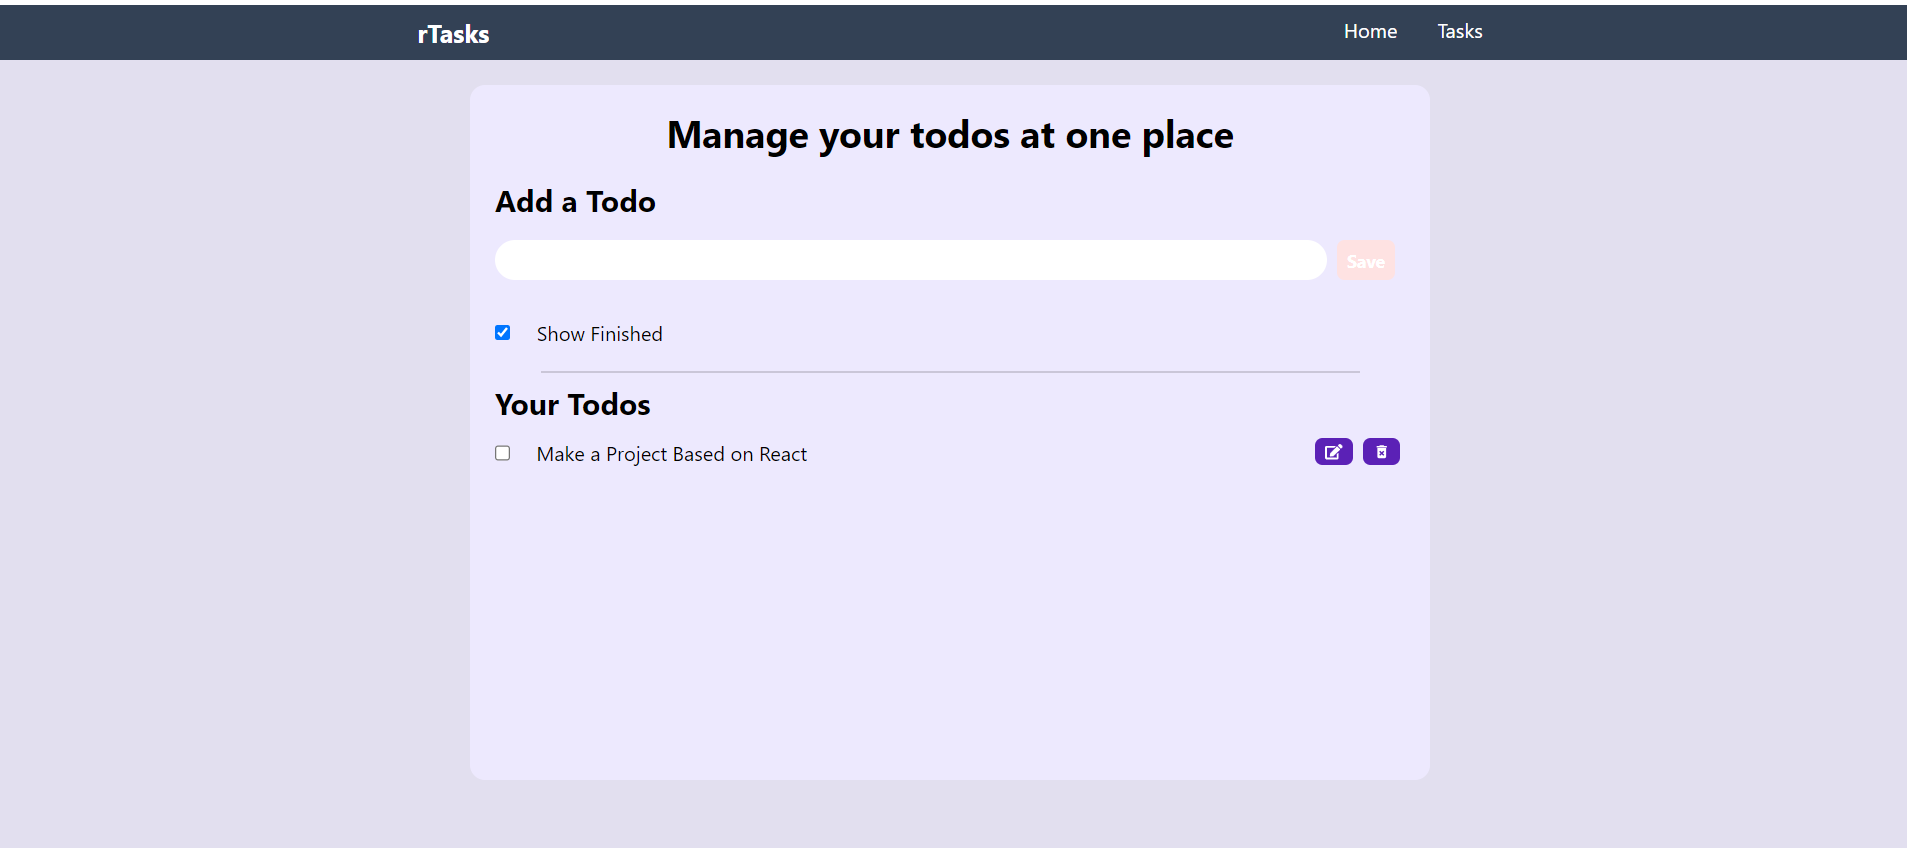 rTasks
Home
Tasks
Manage your todos at one place
Add a Todo
Save
Show Finished
Your Todos
Make a Project Based on React